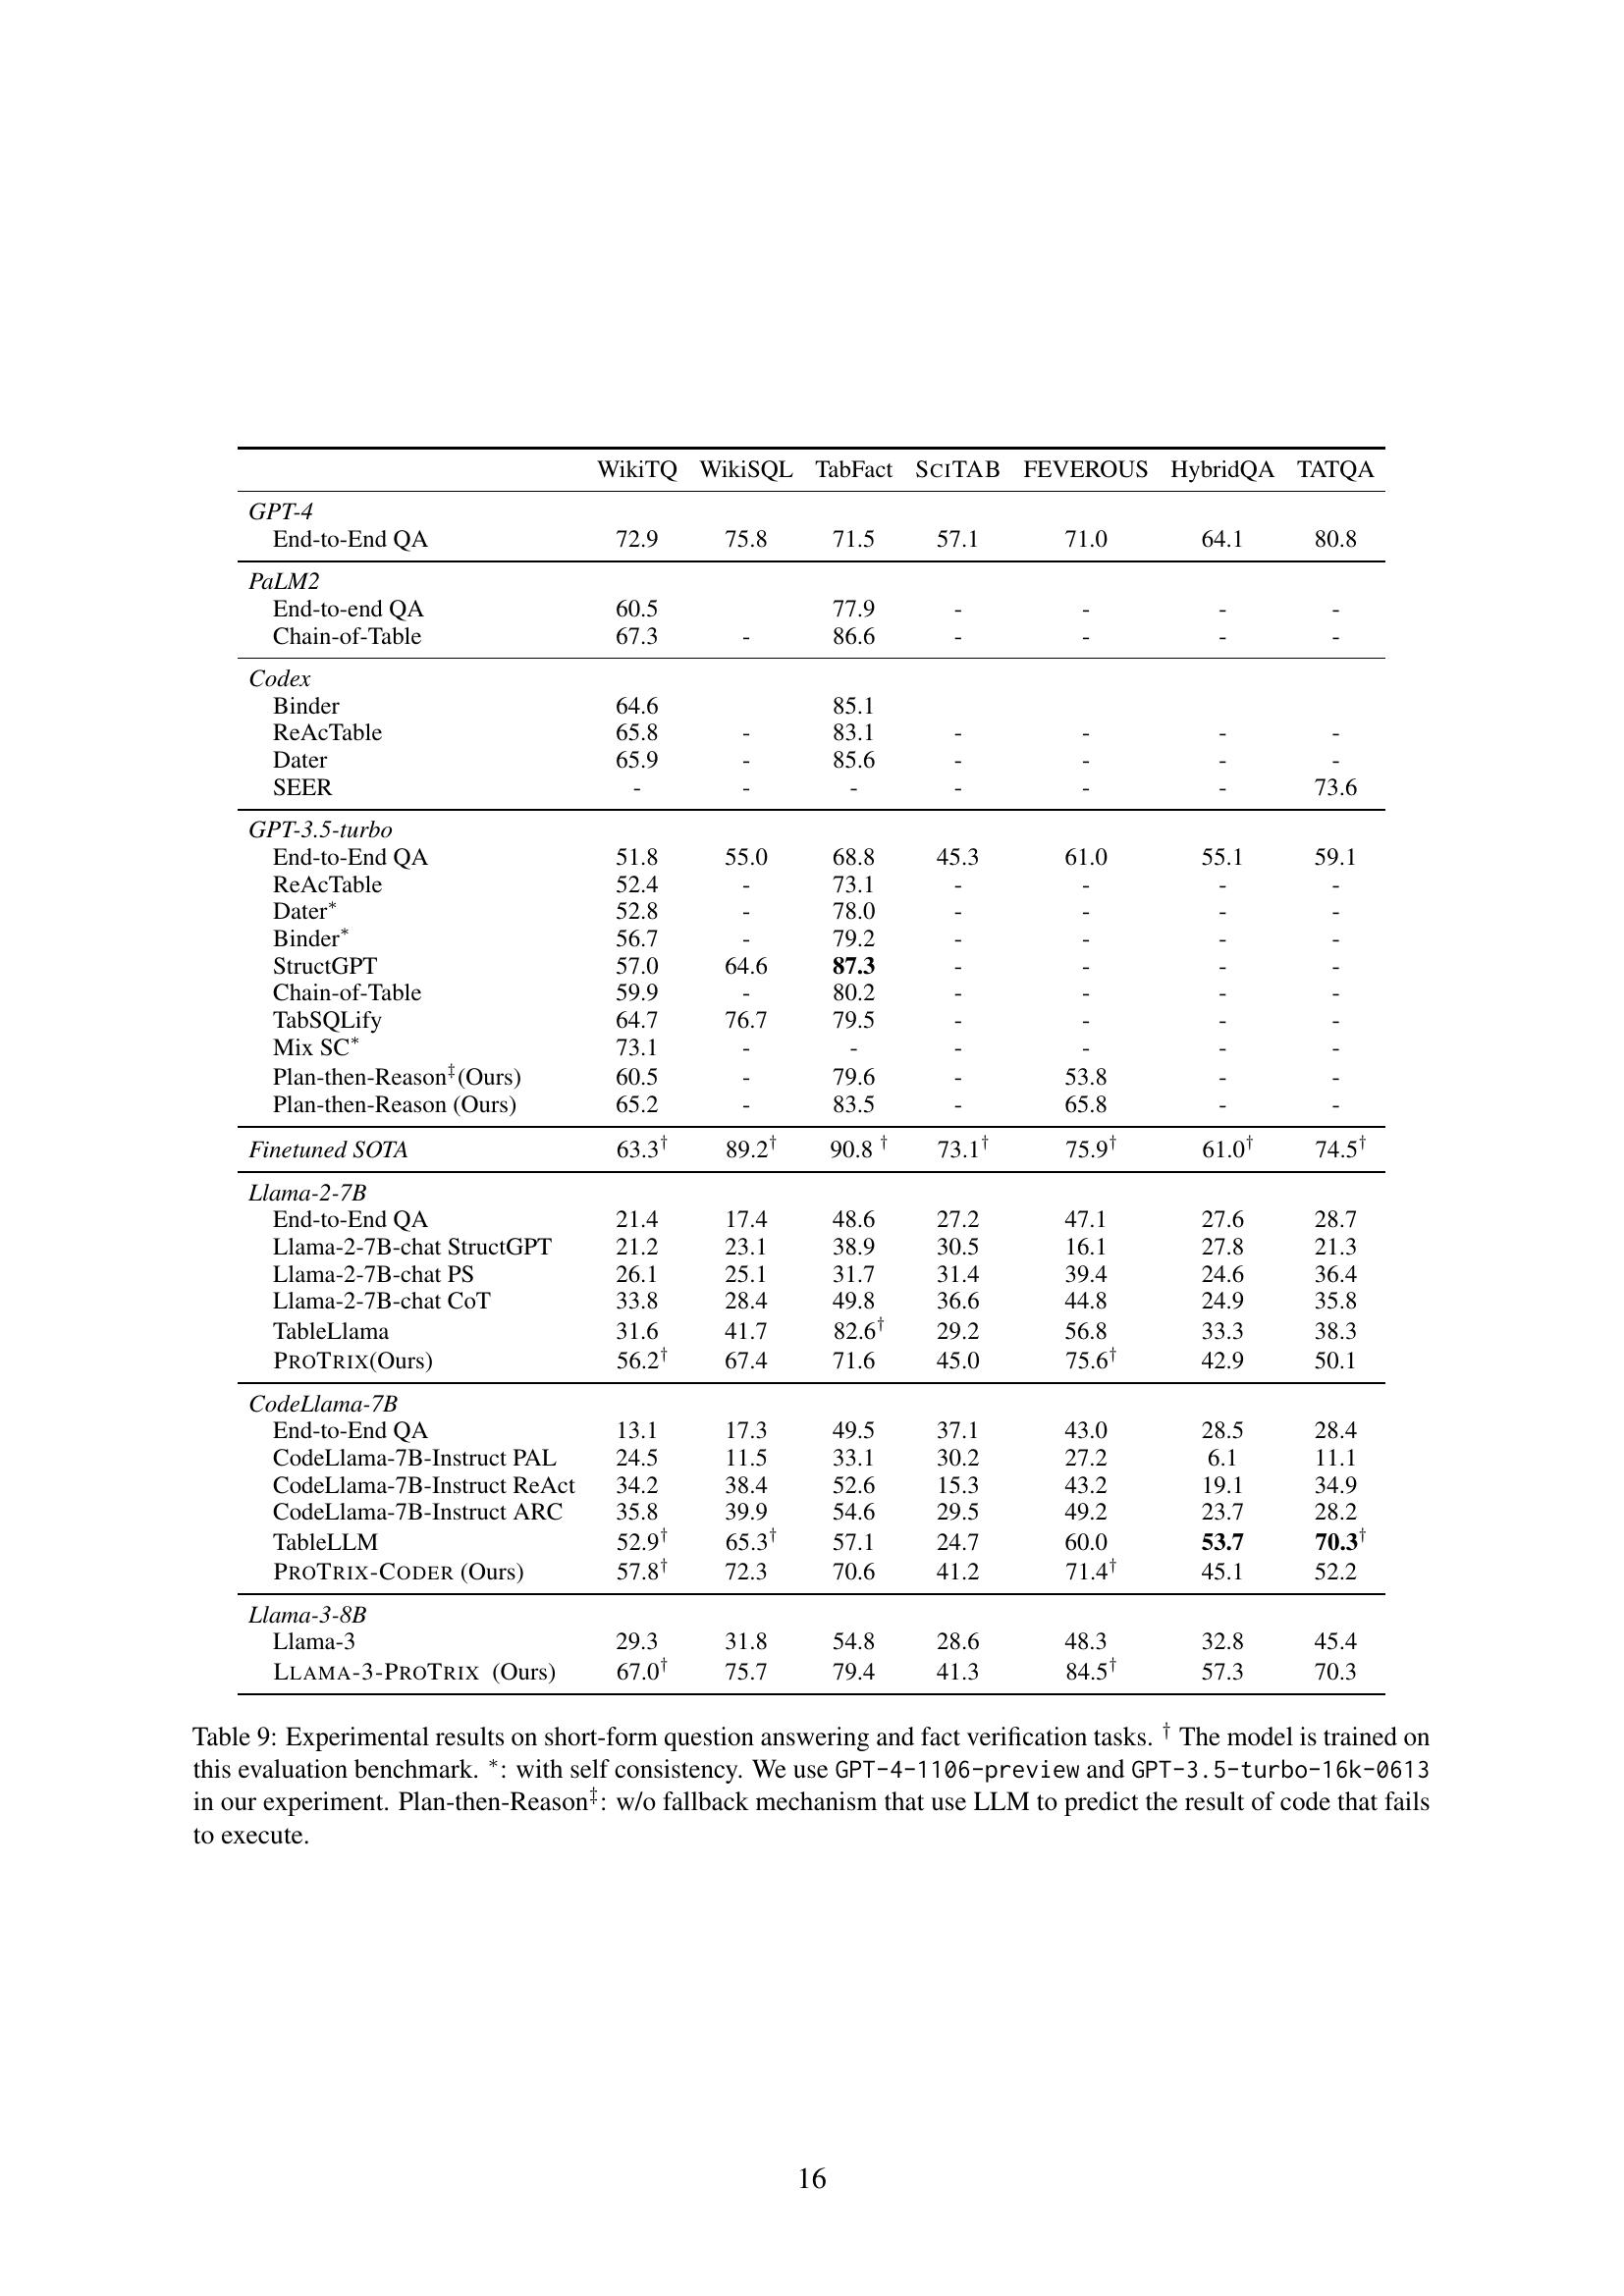 WikiTQ WikiSQL TabFact SCITAB FEVEROUS HybridQA TATQA
GPT-4
End-to-End QA 72.9 75.8 71.5 57.1 71.0 64.1 80.8
PaLM2
End-to-end QA 60.5 77.9 - - - -
Chain-of-Table 67.3 - 86.6 - - - -
Codex
Binder 64.6 85.1
ReAcTable 65.8 - 83.1 - - - -
Dater 65.9 - 85.6 - - - -
SEER - - - - - - 73.6
GPT-3.5-turbo
End-to-End QA 51.8 55.0 68.8 45.3 61.0 55.1 59.1
ReAcTable 52.4 - 73.1 - - - -
Dater* 52.8 - 78.0 - - - -
Binder* 56.7 - 79.2 - - - -
StructGPT 57.0 64.6 87.3 - - - -
Chain-of-Table 59.9 - 80.2 - - - -
TabSQLify 64.7 76.7 79.5 - - - -
Mix SC* 73.1 - - - - - -
Plan-then-Reason‡(Ours) 60.5 - 79.6 - 53.8 - -
Plan-then-Reason (Ours) 65.2 - 83.5 - 65.8 - -
Finetuned SOTA 63.3† 89.2† 90.8 † 73.1† 75.9† 61.0† 74.5†
Llama-2-7B
End-to-End QA 21.4 17.4 48.6 27.2 47.1 27.6 28.7
Llama-2-7B-chat StructGPT 21.2 23.1 38.9 30.5 16.1 27.8 21.3
Llama-2-7B-chat PS 26.1 25.1 31.7 31.4 39.4 24.6 36.4
Llama-2-7B-chat CoT 33.8 28.4 49.8 36.6 44.8 24.9 35.8
TableLlama 31.6 41.7 82.6† 29.2 56.8 33.3 38.3
PROTRIX(Ours) 56.2† 67.4 71.6 45.0 75.6† 42.9 50.1
CodeLlama-7B
End-to-End QA 13.1 17.3 49.5 37.1 43.0 28.5 28.4
CodeLlama-7B-Instruct PAL 24.5 11.5 33.1 30.2 27.2 6.1 11.1
CodeLlama-7B-Instruct ReAct 34.2 38.4 52.6 15.3 43.2 19.1 34.9
CodeLlama-7B-Instruct ARC 35.8 39.9 54.6 29.5 49.2 23.7 28.2
TableLLM 52.9† 65.3† 57.1 24.7 60.0 53.7 70.3†
PROTRIX-CODER (Ours) 57.8† 72.3 70.6 41.2 71.4† 45.1 52.2
Llama-3-8B
Llama-3 29.3 31.8 54.8 28.6 48.3 32.8 45.4
LLAMA-3-PROTRIX (Ours) 67.0† 75.7 79.4 41.3 84.5† 57.3 70.3
Table 9: Experimental results on short-form question answering and fact verification tasks. † The model is trained on
this evaluation benchmark. *: with self consistency. We use GPT-4-1106-preview and GPT-3.5-turbo-16k-0613
in our experiment. Plan-then-Reason‡: w/o fallback mechanism that use LLM to predict the result of code that fails
to execute.
16